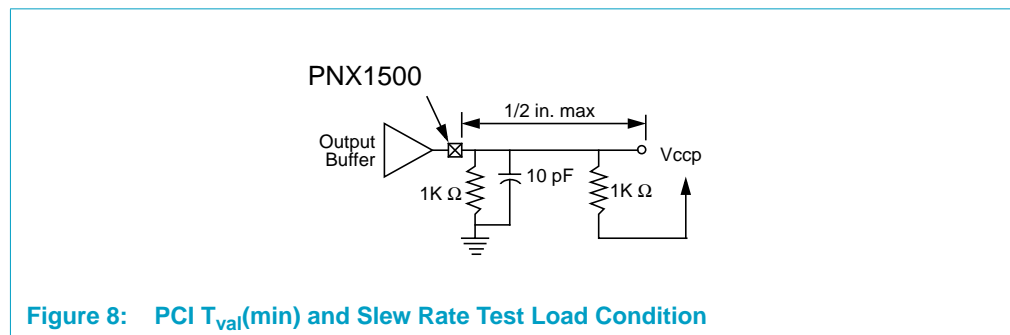 PNX1500
1/2 in. max
Output
Buffer
Vccp
10 pF
1K Ω
1K Ω
Figure 8: PCI Tval(min) and Slew Rate Test Load Condition